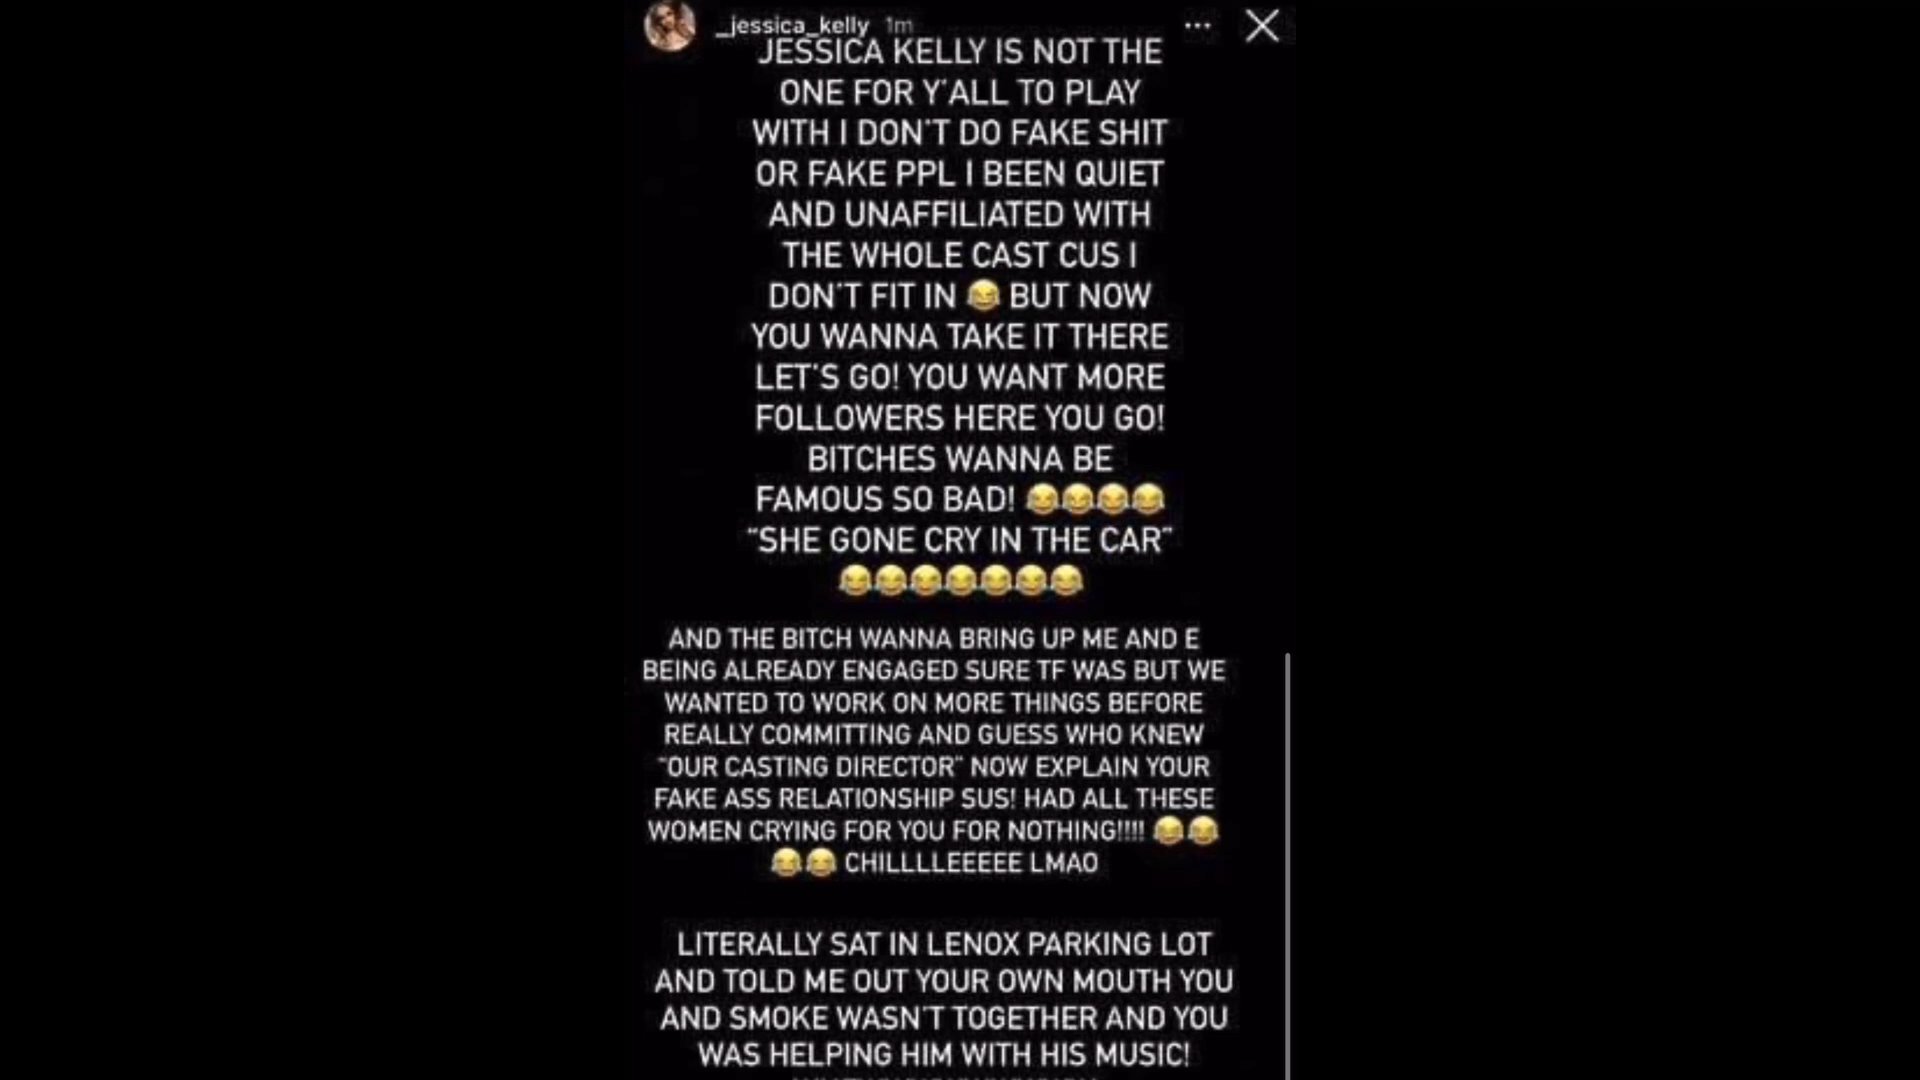 _jessica_kelly 1m
JESSICA KELLY IS NOT THE
ONE FOR Y'ALL TO PLAY
WITH I DON'T DO FAKE SHIT
OR FAKE PPL I BEEN QUIET
AND UNAFFILIATED WITH
THE WHOLE CAST CUS I
DON'T FIT IN 😂 BUT NOW
YOU WANNA TAKE IT THERE
LET'S GO! YOU WANT MORE
FOLLOWERS HERE YOU GO!
BITCHES WANNA BE
FAMOUS SO BAD! 😂😂😂😂
"SHE GONE CRY IN THE CAR"
😂😂😂😂😂😂😂
AND THE BITCH WANNA BRING UP ME AND E
BEING ALREADY ENGAGED SURE TF WAS BUT WE
WANTED TO WORK ON MORE THINGS BEFORE
REALLY COMMITTING AND GUESS WHO KNEW
"OUR CASTING DIRECTOR" NOW EXPLAIN YOUR
FAKE ASS RELATIONSHIP SUS! HAD ALL THESE
WOMEN CRYING FOR YOU FOR NOTHING!!!! 😂😂
😂😂 CHILLLLEEEEE LMAO
LITERALLY SAT IN LENOX PARKING LOT
AND TOLD ME OUT YOUR OWN MOUTH YOU
AND SMOKE WASN'T TOGETHER AND YOU
WAS HELPING HIM WITH HIS MUSIC!